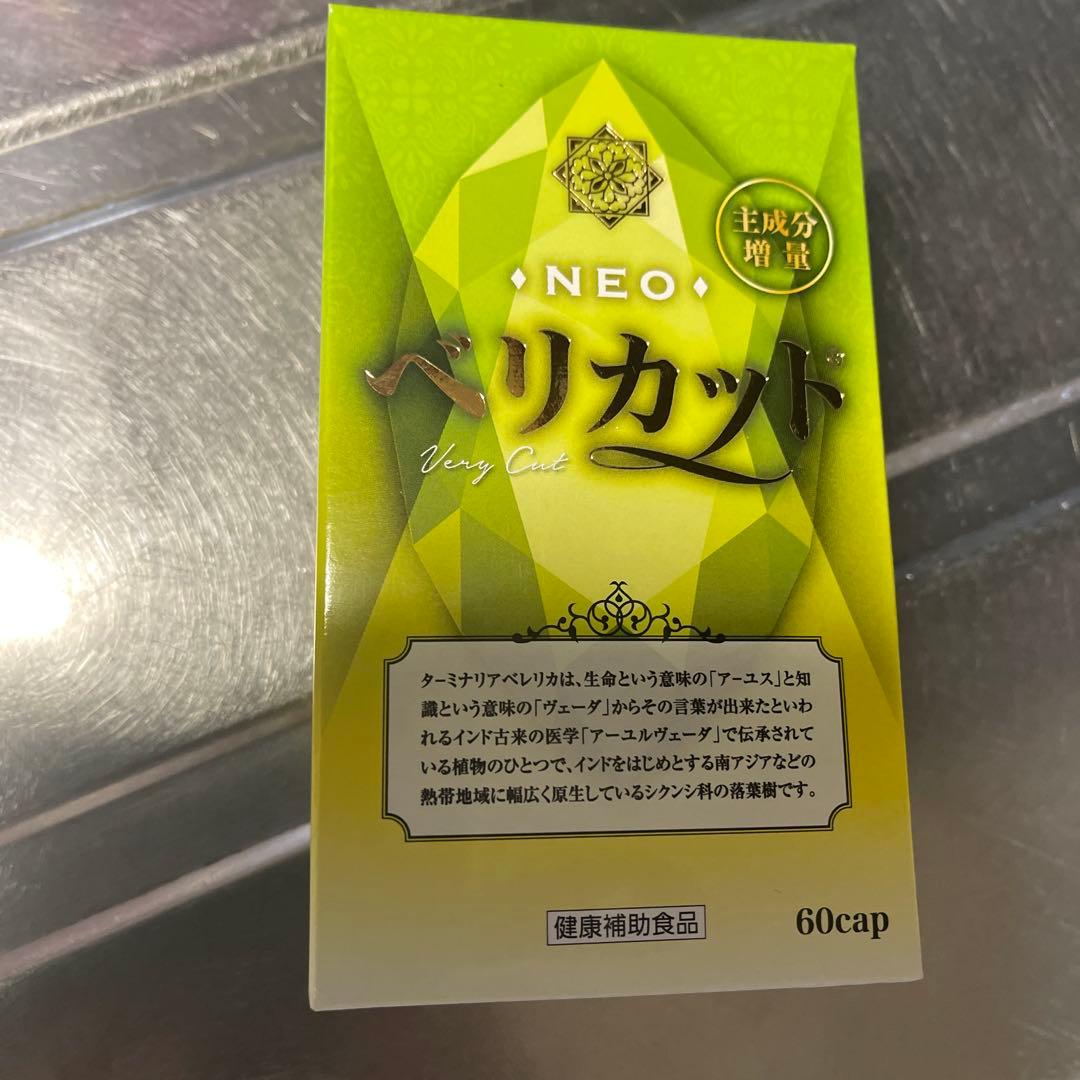 主成分
増量
NEO
ベリカット
Very Cut
ターミナリアベレリカは、生命という意味の「アーユス」と知
識という意味の「ヴェーダ」からその言葉が出来たといわ
れるインド古来の医学「アーユルヴェーダ」で伝承されて
いる植物のひとつで、インドをはじめとする南アジアなどの
熱帯地域に幅広く原生しているシクンシ科の落葉樹です。
健康補助食品
60cap